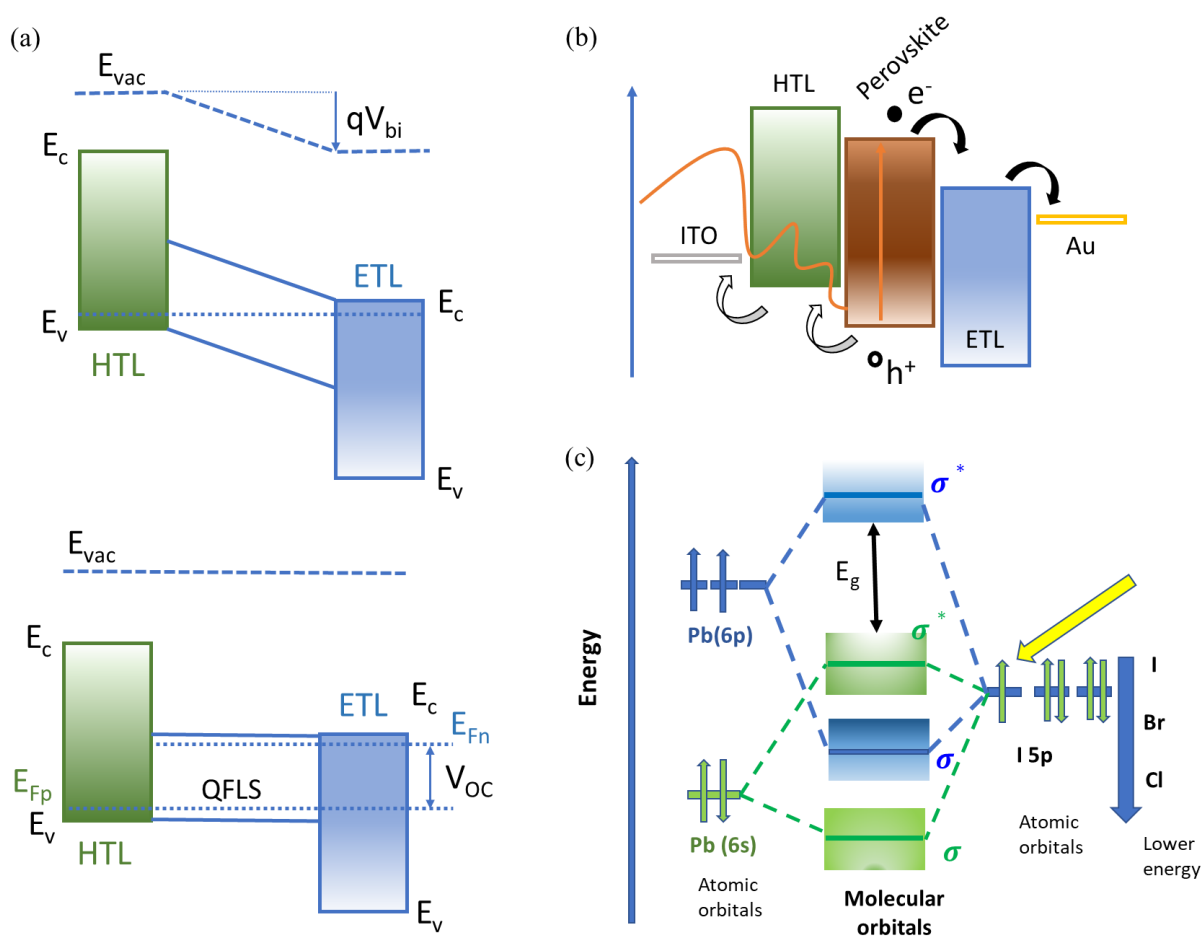 (a)
E_vac
qV_bi
E_c
ETL
E_v
E_c
HTL
E_v
E_vac
E_c
ETL
E_c
E_Fn
E_Fp
QFLS
V_OC
E_v
HTL
E_v
(b)
HTL
Perovskite
e⁻
ITO
Au
ETL
h⁺
(c)
Energy
σ*
E_g
Pb(6p)
σ*
I
Br
I 5p
σ
Cl
Pb (6s)
σ
Atomic
orbitals
Molecular
orbitals
Atomic
orbitals
Lower
energy